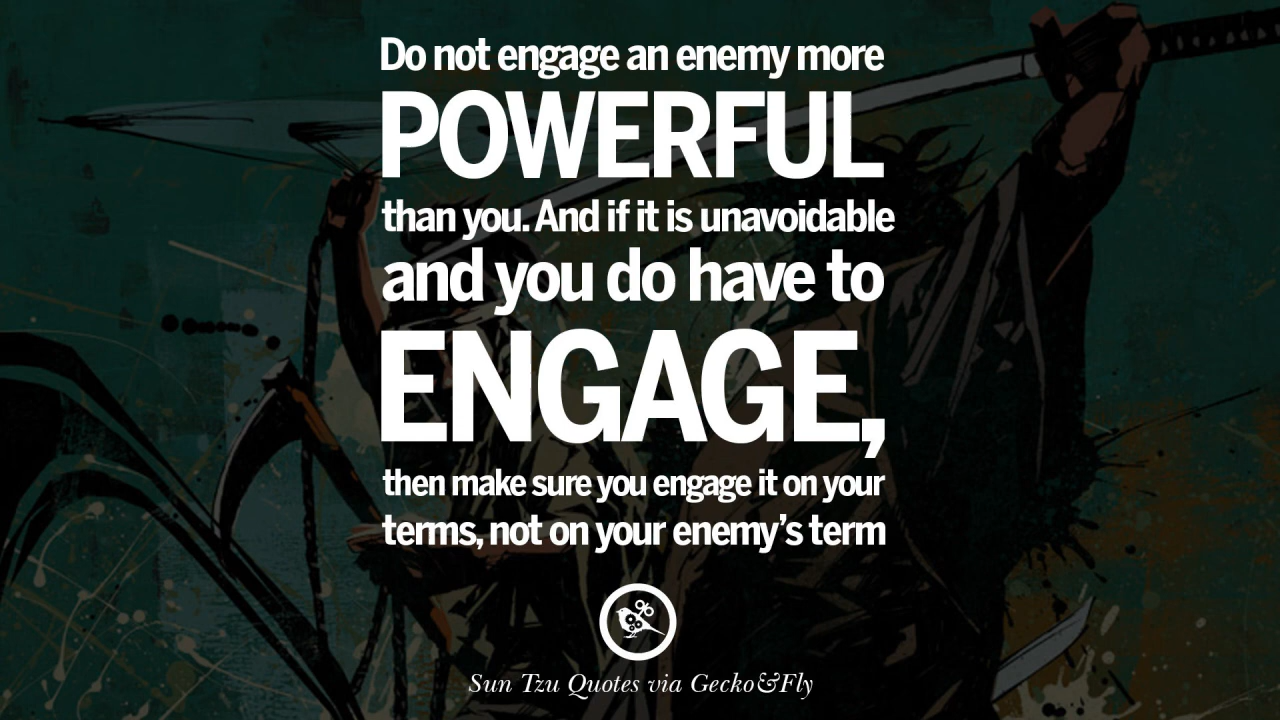 Do not engage an enemy more
POWERFUL
than you. And if it is unavoidable
and you do have to
ENGAGE,
then make sure you engage it on your
terms, not on your enemy's term
Sun Tzu Quotes via Gecko&Fly